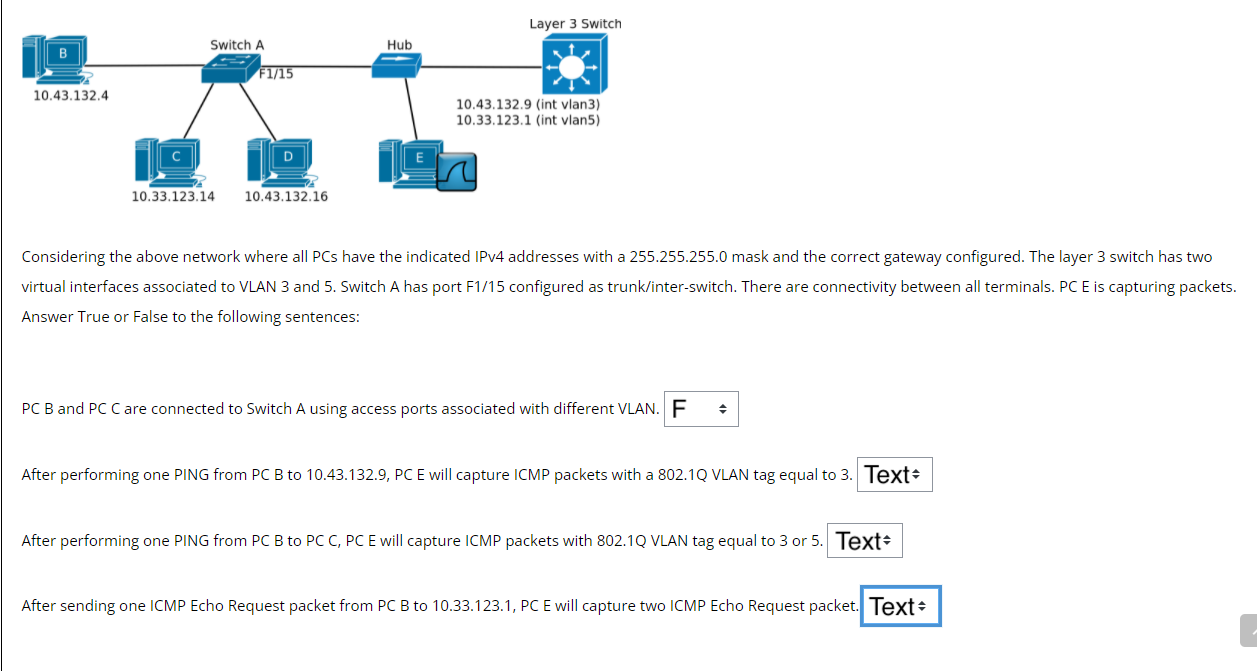 Layer 3 Switch
Switch A
Hub
B
F1/15
10.43.132.4
10.43.132.9 (int vlan3)
10.33.123.1 (int vlan5)
C
D
E
10.33.123.14
10.43.132.16
Considering the above network where all PCs have the indicated IPv4 addresses with a 255.255.255.0 mask and the correct gateway configured. The layer 3 switch has two
virtual interfaces associated to VLAN 3 and 5. Switch A has port F1/15 configured as trunk/inter-switch. There are connectivity between all terminals. PC E is capturing packets.
Answer True or False to the following sentences:
PC B and PC C are connected to Switch A using access ports associated with different VLAN. F
After performing one PING from PC B to 10.43.132.9, PC E will capture ICMP packets with a 802.1Q VLAN tag equal to 3. Text
After performing one PING from PC B to PC C, PC E will capture ICMP packets with 802.1Q VLAN tag equal to 3 or 5. Text
After sending one ICMP Echo Request packet from PC B to 10.33.123.1, PC E will capture two ICMP Echo Request packet. Text